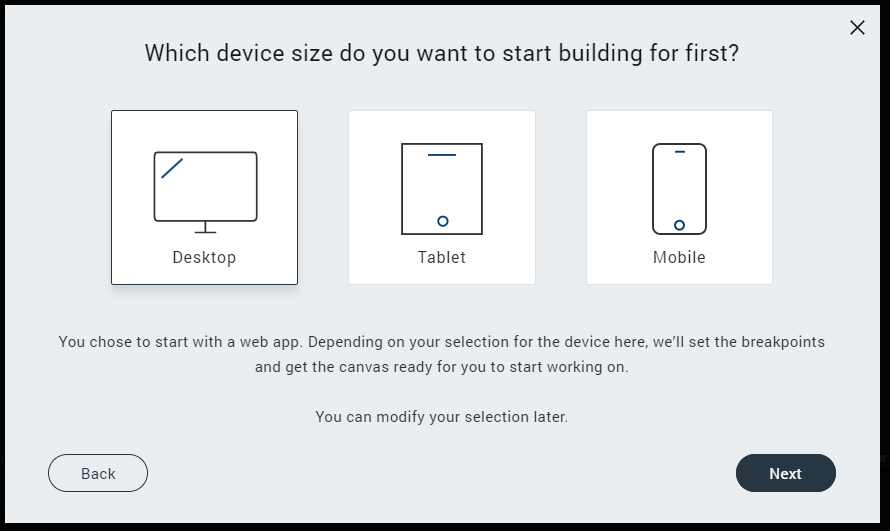 Which device size do you want to start building for first?
Desktop
Tablet
Mobile
You chose to start with a web app. Depending on your selection for the device here, we’ll set the breakpoints
and get the canvas ready for you to start working on.
You can modify your selection later.
Back
Next